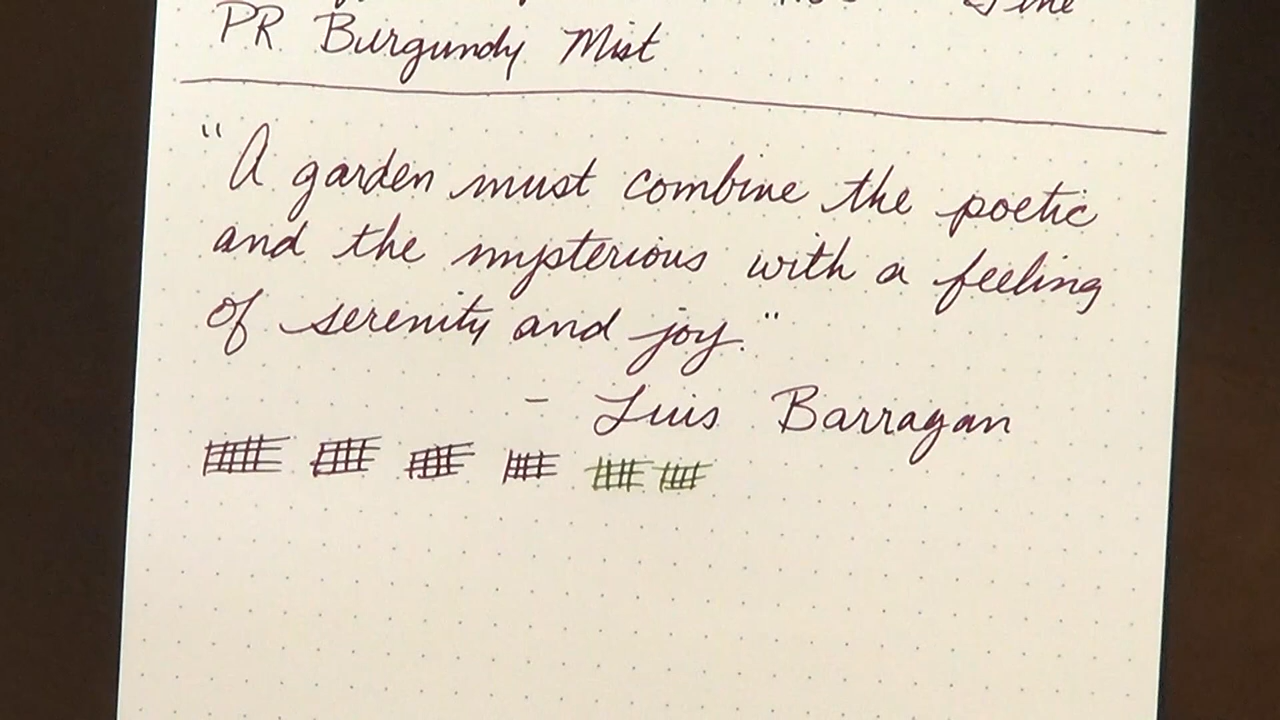 Fine
PR Burgundy Mist
"A garden must combine the poetic
and the mysterious with a feeling
of serenity and joy."
- Luis Barragan